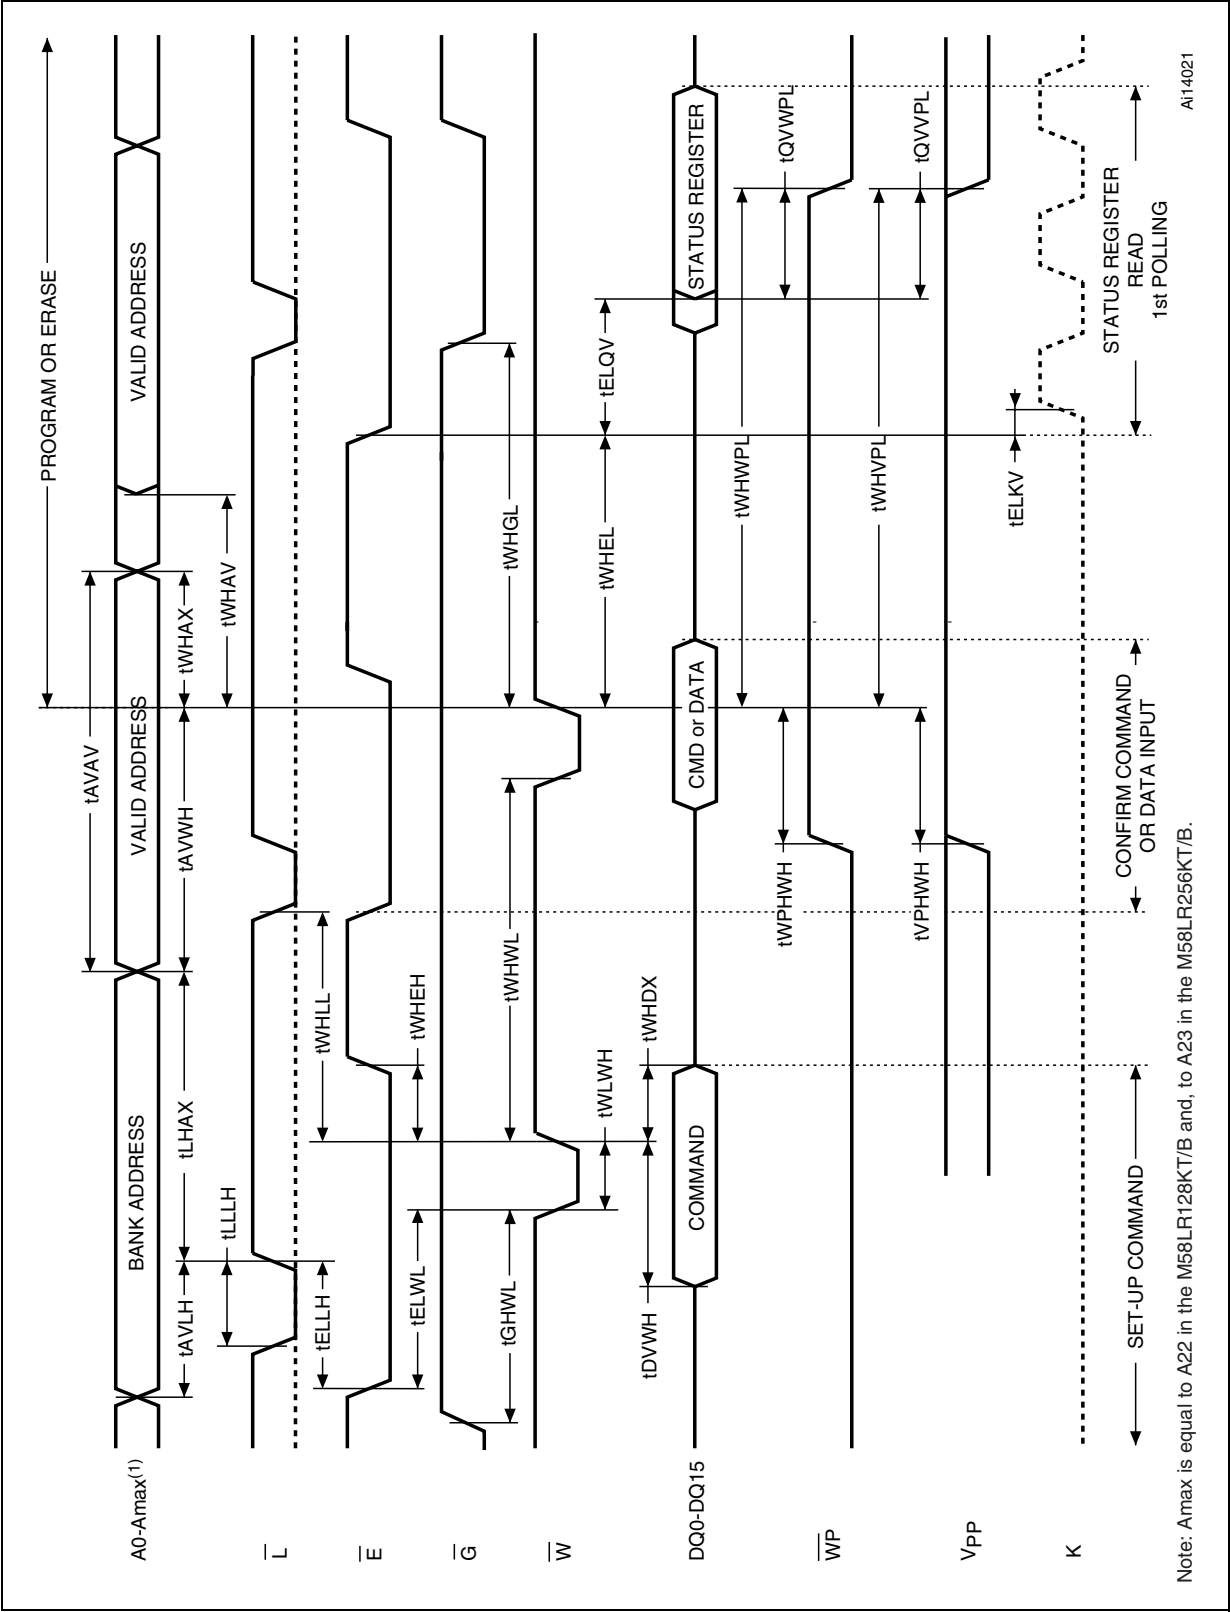 PROGRAM OR ERASE
tAVAV
A0-Amax(1)
BANK ADDRESS
VALID ADDRESS
VALID ADDRESS
tAVLH
tLHAX
tAVWH
tWHAX
tLLLH
tWHAV
L
tELLH
tWHLL
E
tELWL
tWHEH
G
tGHWL
tWHWL
tWHGL
W
tWLWH
tWHEL
tELQV
tDVWH
tWHDX
DQ0-DQ15
COMMAND
CMD or DATA
STATUS REGISTER
tWHWPL
tWPHWH
tQVWPL
WP
tWHVPL
tVPHWH
tQVVPL
VPP
tELKV
K
SET-UP COMMAND
CONFIRM COMMAND
OR DATA INPUT
STATUS REGISTER
READ
1st POLLING
Ai14021
Note: Amax is equal to A22 in the M58LR128KT/B and, to A23 in the M58LR256KT/B.